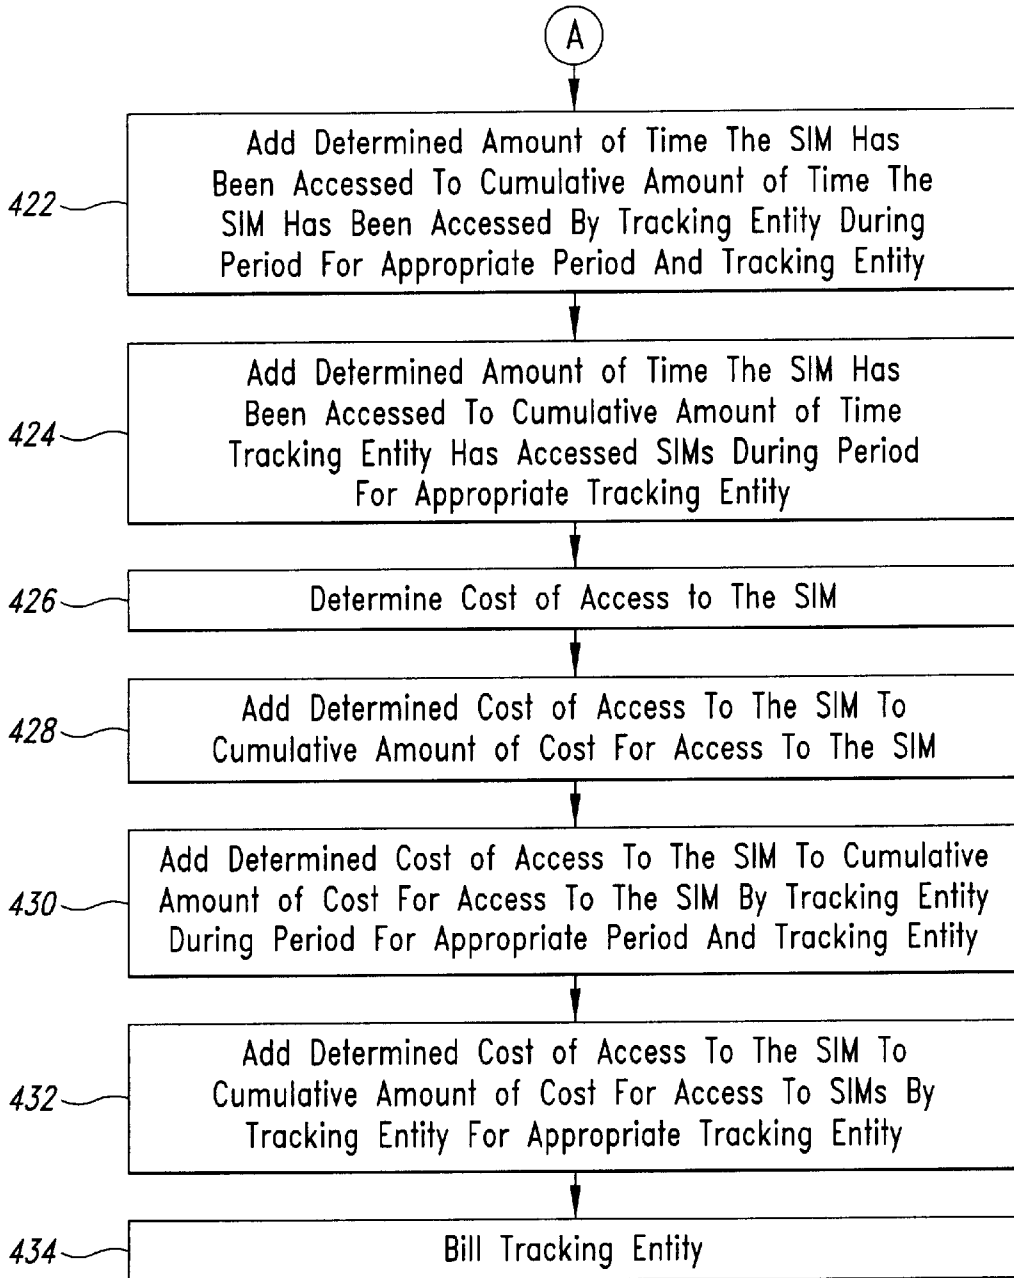 A
Add Determined Amount of Time The SIM Has
Been Accessed To Cumulative Amount of Time The
422
SIM Has Been Accessed By Tracking Entity During
Period For Appropriate Period And Tracking Entity
Add Determined Amount of Time The SIM Has
Been Accessed To Cumulative Amount of Time
424
Tracking Entity Has Accessed SIMs During Period
For Appropriate Tracking Entity
426
Determine Cost of Access to The SIM
428
Add Determined Cost of Access To The SIM To
Cumulative Amount of Cost For Access To The SIM
Add Determined Cost of Access To The SIM To Cumulative
430
Amount of Cost For Access To The SIM By Tracking Entity
During Period For Appropriate Period And Tracking Entity
Add Determined Cost of Access To The SIM To
432
Cumulative Amount of Cost For Access To SIMs By
Tracking Entity For Appropriate Tracking Entity
434
Bill Tracking Entity